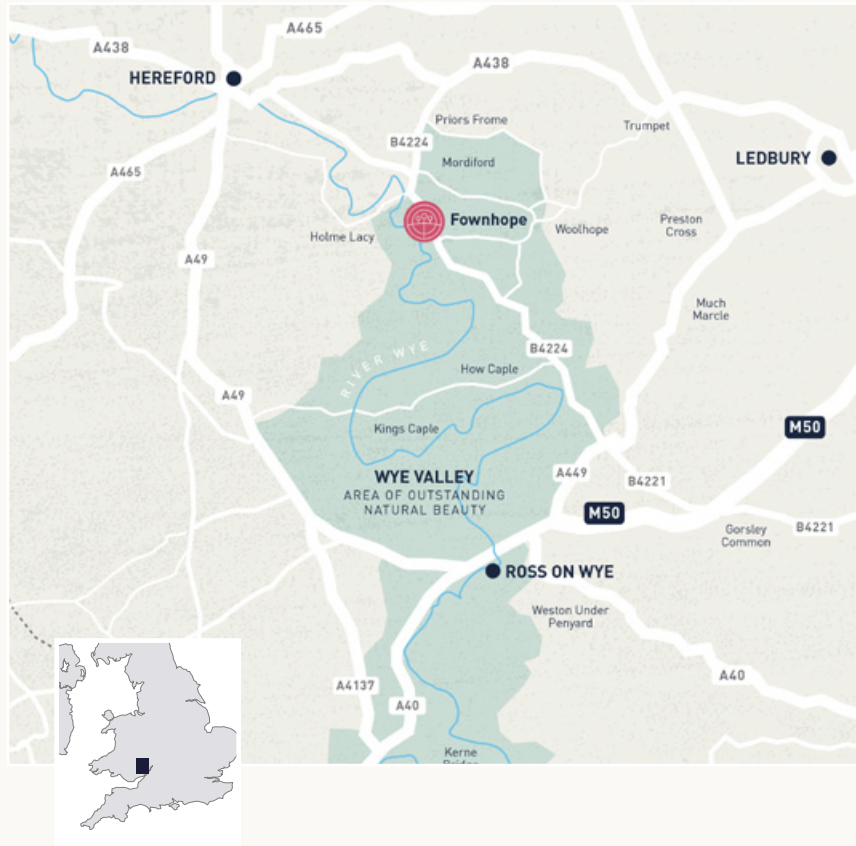 A465
A438
HEREFORD
A438
Priors Frome
Trumpet
B4224
LEDBURY
Mordiford
A465
Fownhope
Preston
Cross
Woolhope
Holme Lacy
A49
Much
Marcle
RIVER WYE
B4224
How Caple
A49
Kings Caple
M50
WYE VALLEY
AREA OF OUTSTANDING
NATURAL BEAUTY
A449
B4221
M50
Gorsley
Common
B4221
ROSS ON WYE
Weston Under
Penyard
A40
A4137
A40
Kerne